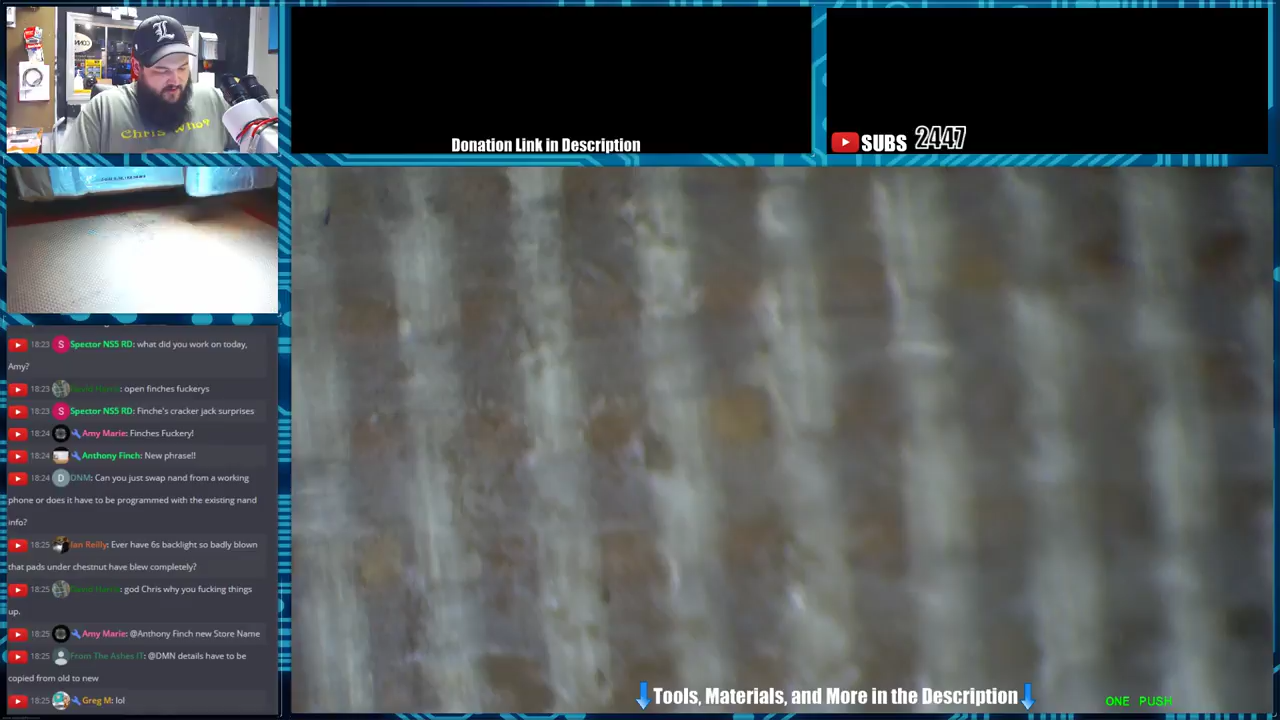 Chris Who?
Donation Link in Description
SUBS 2447
18:23 S Spector NS5 RD: what did you work on today,
Amy?
18:23 David Harris: open finches fuckerys
18:23 S Spector NS5 RD: Finche's cracker jack surprises
18:24 Amy Marie: Finches Fuckery!
18:24 Anthony Finch: New phrase!!
18:24 D DNM: Can you just swap nand from a working
phone or does it have to be programmed with the existing nand
info?
18:25 Ian Reilly: Ever have 6s backlight so badly blown
that pads under chestnut have blew completely?
18:25 David Harris: god Chris why you fucking things
up.
18:25 Amy Marie: @Anthony Finch new Store Name
18:25 From The Ashes IT: @DMN details have to be
copied from old to new
18:25 Greg M: lol
Tools, Materials, and More in the Description
ONE PUSH